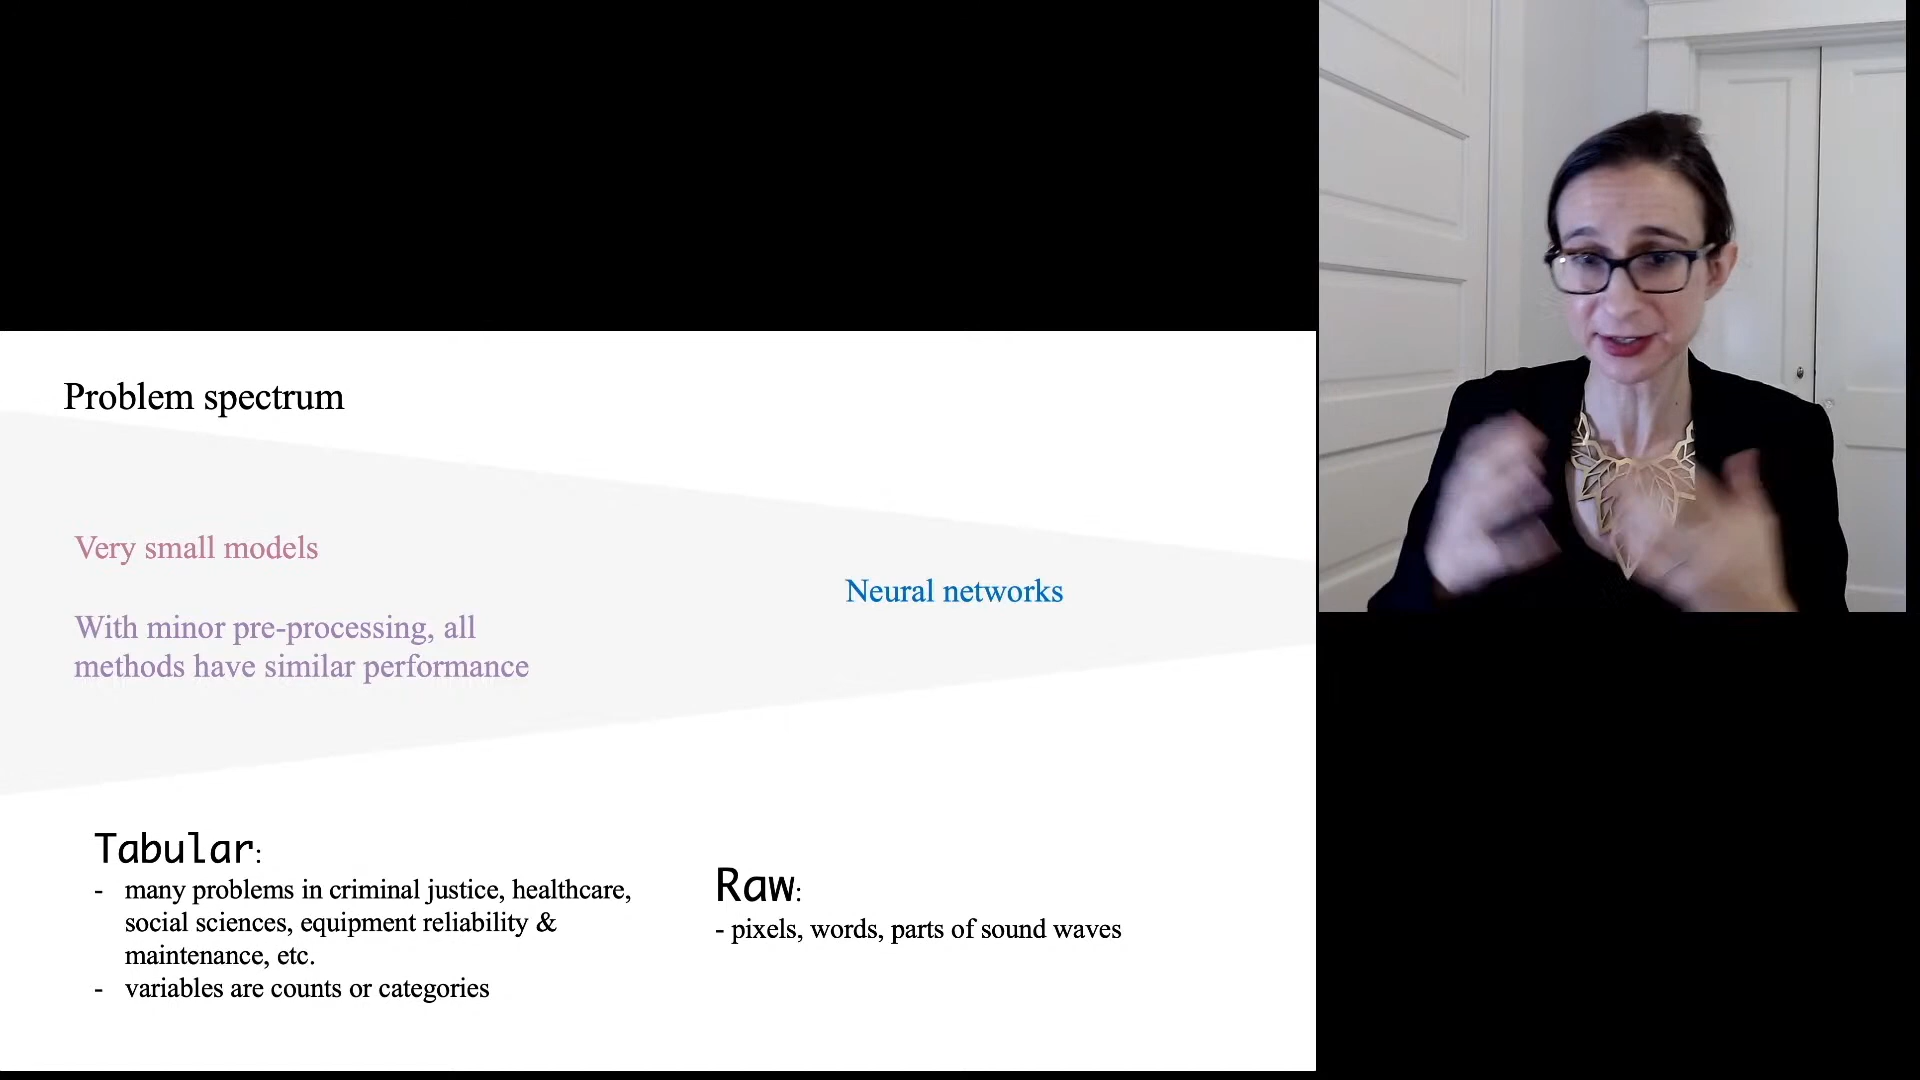 Problem spectrum
Very small models
With minor pre-processing, all
methods have similar performance
Neural networks
Tabular:
- many problems in criminal justice, healthcare,
social sciences, equipment reliability &
maintenance, etc.
- variables are counts or categories
Raw:
- pixels, words, parts of sound waves